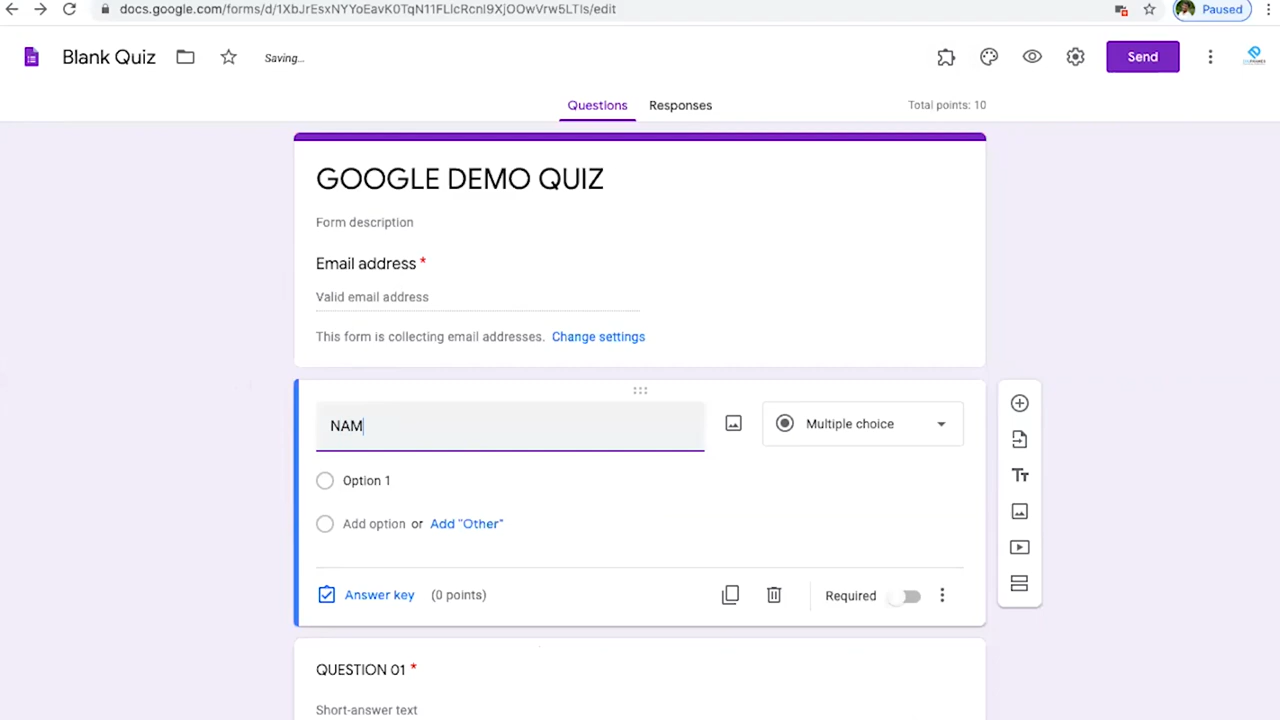 docs.google.com/forms/d/1XbJrEsxNYYoEavK0TqN11FLlcRcnI9XjOOwVrw5LTIs/edit
Paused
Blank Quiz
Saving...
Send
Questions
Responses
Total points: 10
GOOGLE DEMO QUIZ
Form description
Email address *
Valid email address
This form is collecting email addresses. Change settings
NAM
Multiple choice
Option 1
Add option or Add "Other"
Answer key (0 points)
Required
Tт
QUESTION 01 *
Short-answer text